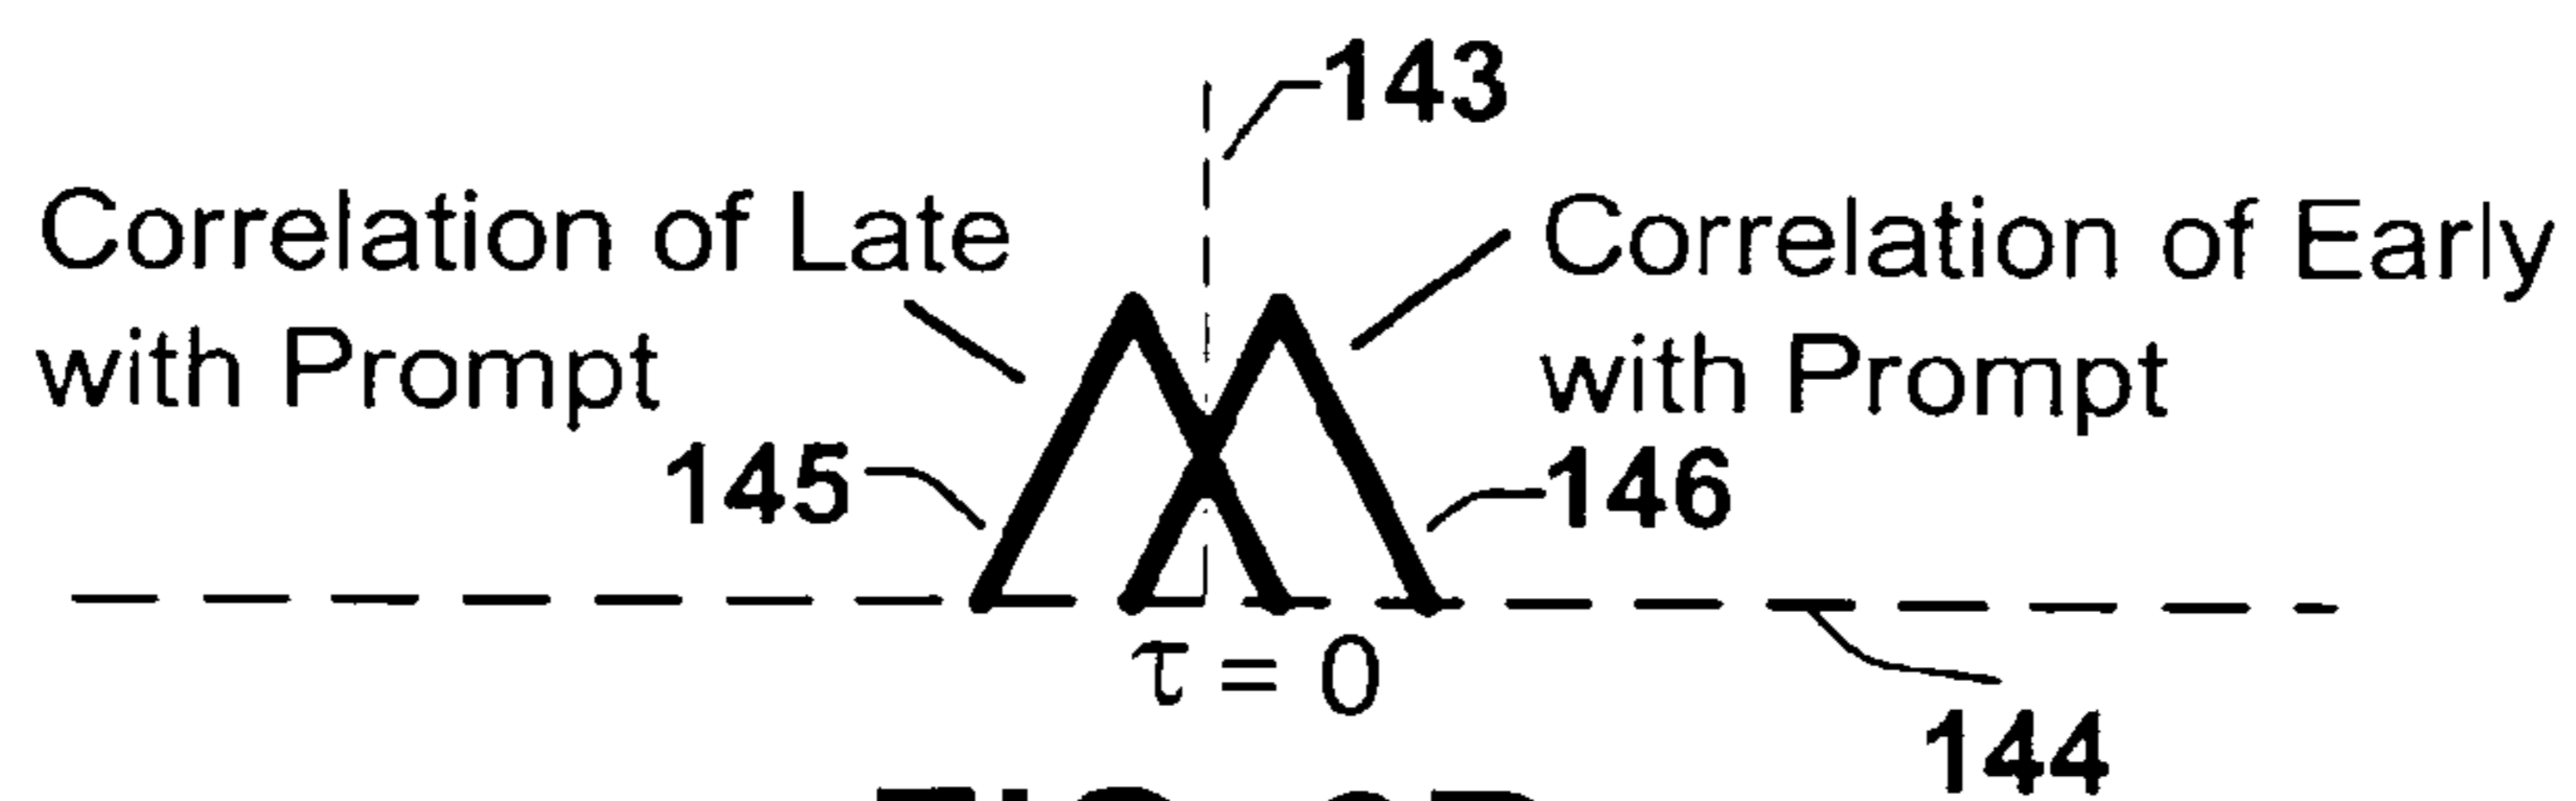 143
Correlation of Late
with Prompt
Correlation of Early
with Prompt
145
146
τ = 0
144